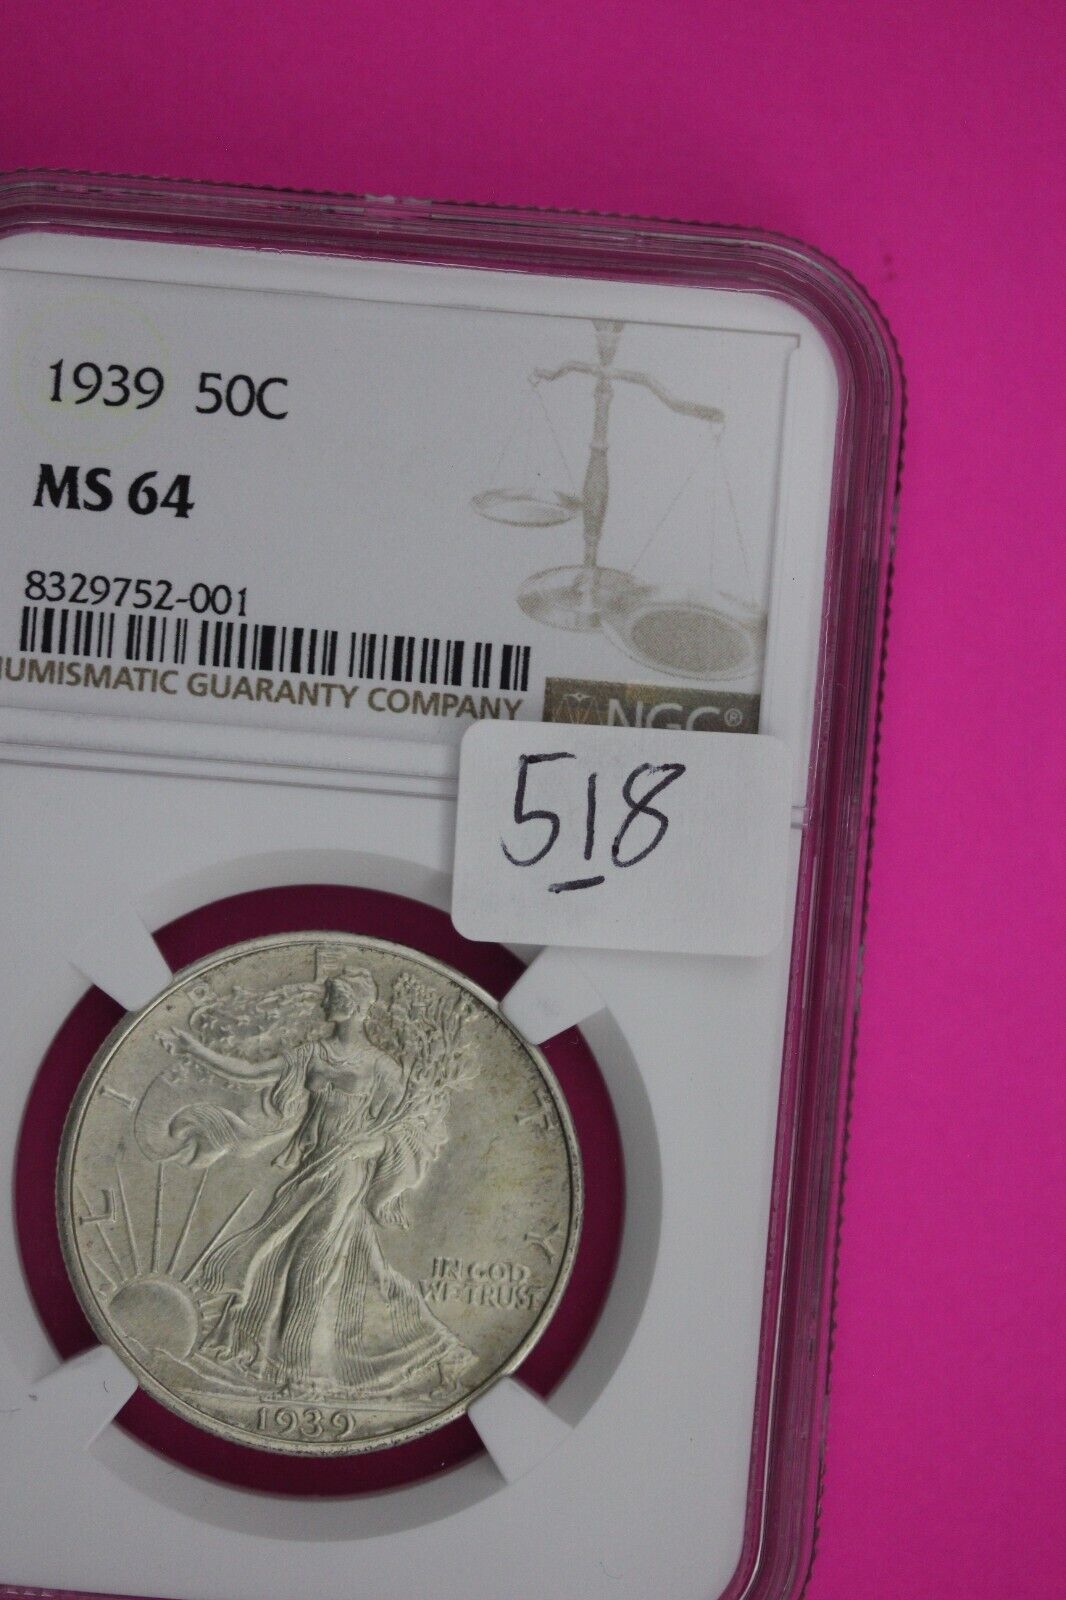 1939 50C
MS 64
8329752-001
NUMISMATIC GUARANTY COMPANY
NGC®
518
LIBERTY
IN GOD
WE TRUST
1939